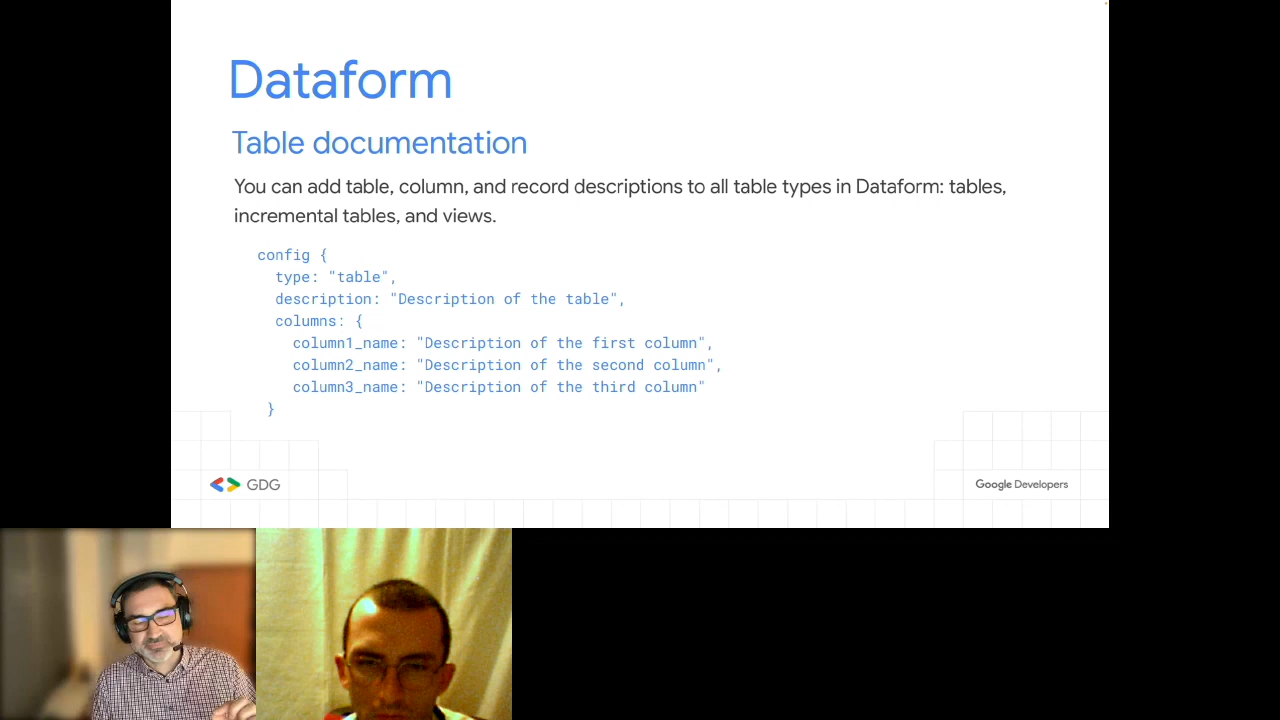 Dataform
Table documentation
You can add table, column, and record descriptions to all table types in Dataform: tables,
incremental tables, and views.
config {
type: "table",
description: "Description of the table",
columns: {
column1_name: "Description of the first column",
column2_name: "Description of the second column",
column3_name: "Description of the third column"
}
GDG
Google Developers